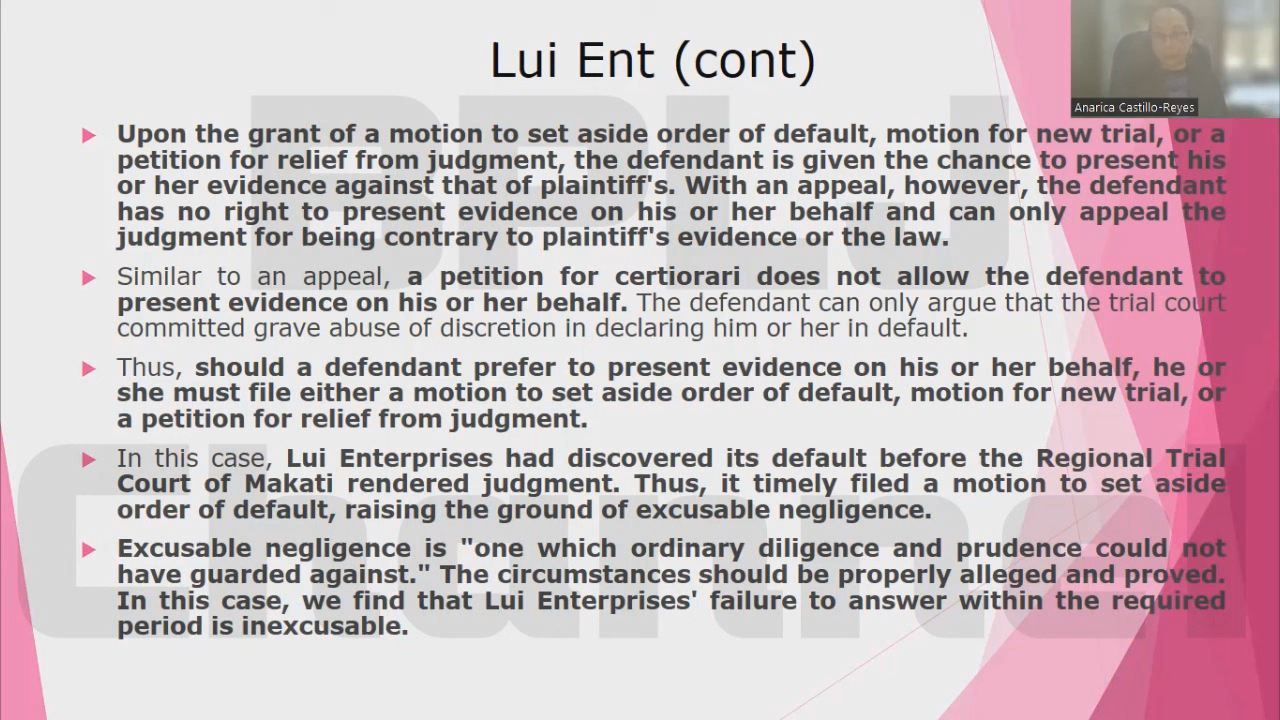 Lui Ent (cont)
Anarica Castillo-Reyes
Upon the grant of a motion to set aside order of default, motion for new trial, or a
petition for relief from judgment, the defendant is given the chance to present his
or her evidence against that of plaintiff's. With an appeal, however, the defendant
has no right to present evidence on his or her behalf and can only appeal the
judgment for being contrary to plaintiff's evidence or the law.
Similar to an appeal, a petition for certiorari does not allow the defendant to
present evidence on his or her behalf. The defendant can only argue that the trial court
committed grave abuse of discretion in declaring him or her in default.
Thus, should a defendant prefer to present evidence on his or her behalf, he or
she must file either a motion to set aside order of default, motion for new trial, or
a petition for relief from judgment.
In this case, Lui Enterprises had discovered its default before the Regional Trial
Court of Makati rendered judgment. Thus, it timely filed a motion to set aside
order of default, raising the ground of excusable negligence.
Excusable negligence is "one which ordinary diligence and prudence could not
have guarded against." The circumstances should be properly alleged and proved.
In this case, we find that Lui Enterprises' failure to answer within the required
period is inexcusable.
BPLJ
Channel